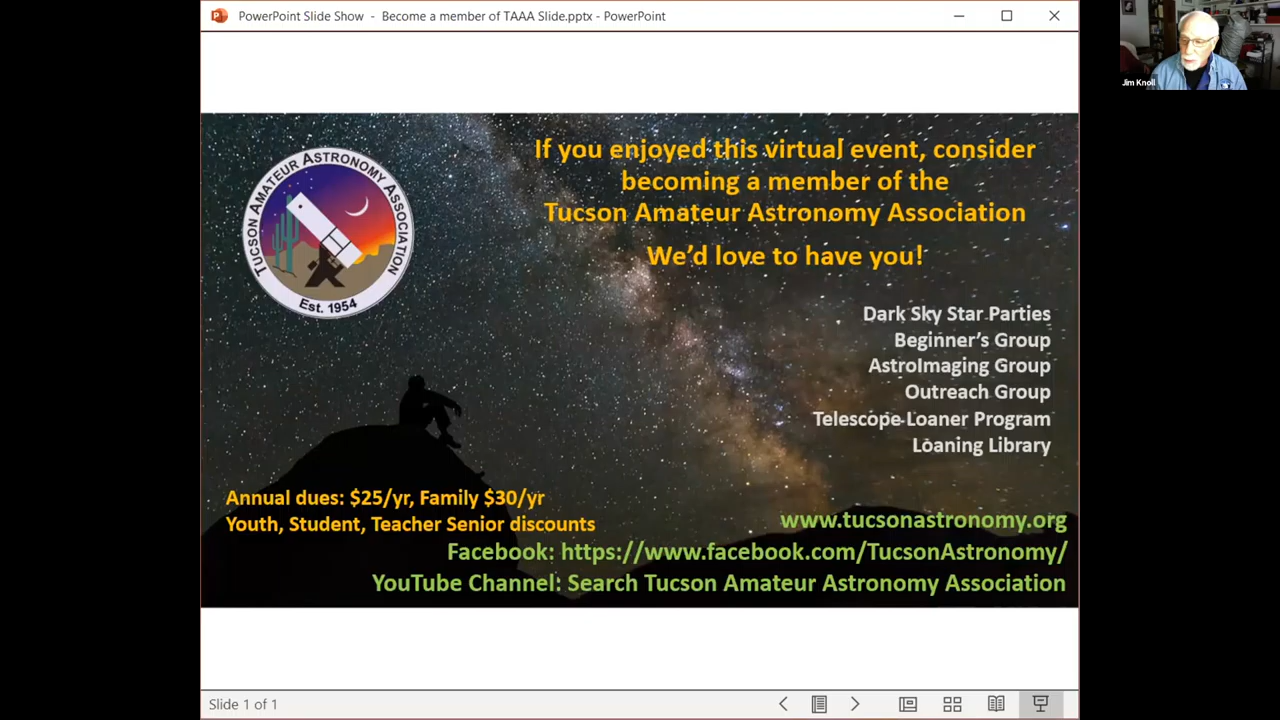 PowerPoint Slide Show - Become a member of TAAA Slide.pptx - PowerPoint
Jim Knoll
TUCSON AMATEUR ASTRONOMY ASSOCIATION
Est. 1954
If you enjoyed this virtual event, consider
becoming a member of the
Tucson Amateur Astronomy Association
We'd love to have you!
Dark Sky Star Parties
Beginner's Group
AstroImaging Group
Outreach Group
Telescope Loaner Program
Loaning Library
Annual dues: $25/yr, Family $30/yr
Youth, Student, Teacher Senior discounts
www.tucsonastronomy.org
Facebook: https://www.facebook.com/TucsonAstronomy/
YouTube Channel: Search Tucson Amateur Astronomy Association
Slide 1 of 1